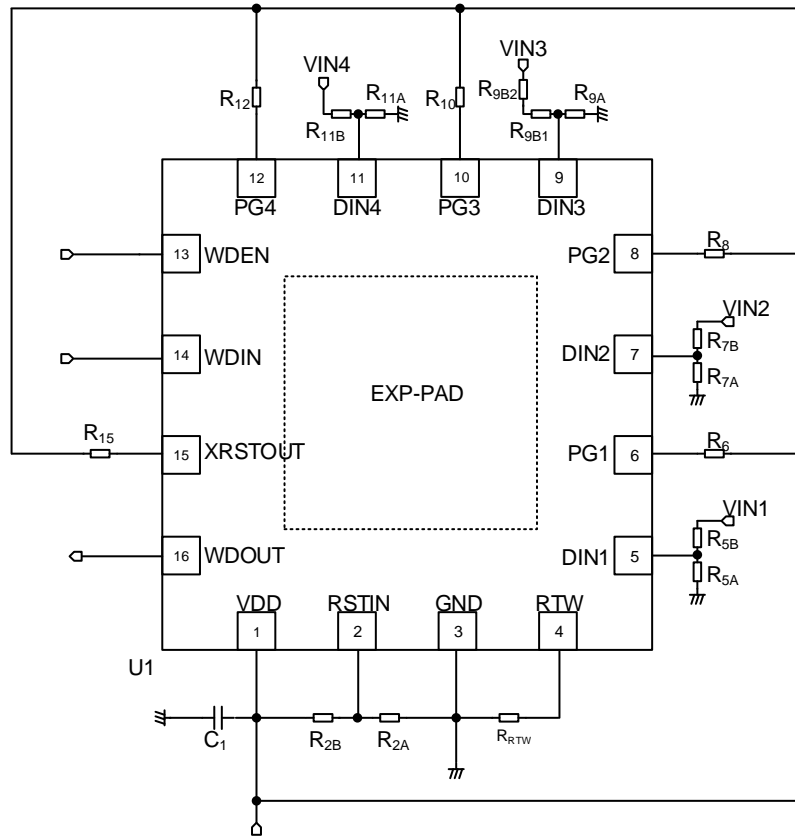 VIN3
VIN4
R9B2
R9A
R12
R11A
R10
R11B
R9B1
12
11
10
9
PG4
DIN4
PG3
DIN3
13
WDEN
PG2
8
R8
VIN2
R7B
14
WDIN
DIN2
7
R7A
EXP-PAD
R15
15
XRSTOUT
PG1
6
R6
VIN1
R5B
16
WDOUT
DIN1
5
R5A
VDD
RSTIN
GND
RTW
1
2
3
4
U1
C1
R2B
R2A
RRTW